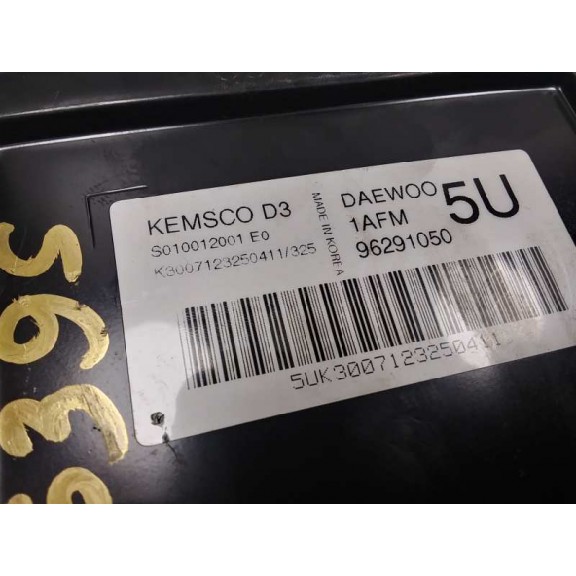 KEMSCO D3
S010012001 E0
K3007123250411/325
MADE IN KOREA
DAEWOO
1AFM
96291050
5U
5UK3007123250411